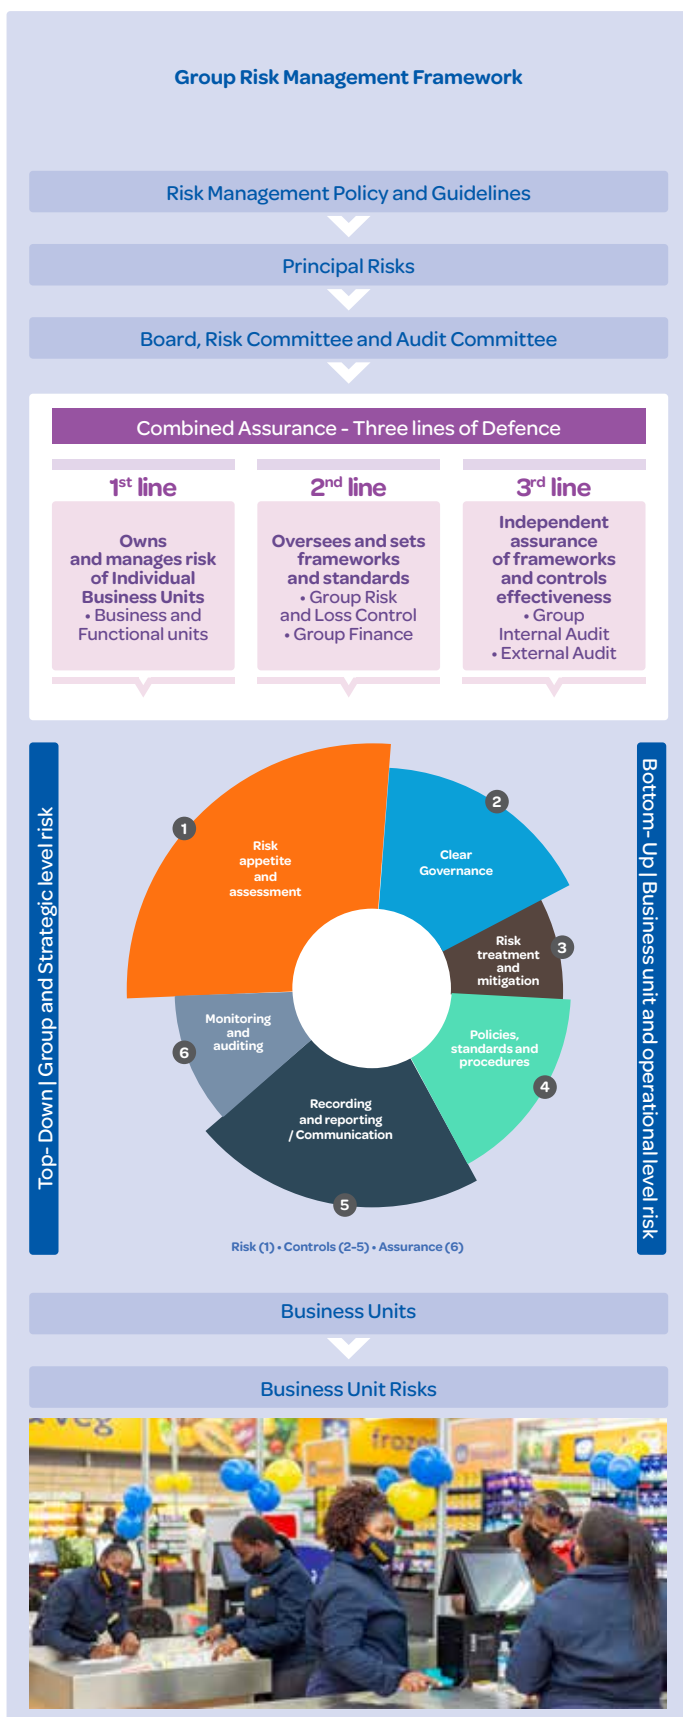 Group Risk Management Framework
Risk Management Policy and Guidelines
Principal Risks
Board, Risk Committee and Audit Committee
Combined Assurance - Three lines of Defence
1st line
Owns
and manages risk
of Individual
Business Units
• Business and
Functional units
2nd line
Oversees and sets
frameworks
and standards
• Group Risk
and Loss Control
• Group Finance
3rd line
Independent
assurance
of frameworks
and controls
effectiveness
• Group
Internal Audit
• External Audit
Top- Down | Group and Strategic level risk
1
Risk
appetite
and
assessment
2
Clear
Governance
3
Risk
treatment
and
mitigation
4
Policies,
standards and
procedures
5
Recording
and reporting
/ Communication
6
Monitoring
and
auditing
Bottom- Up | Business unit and operational level risk
Risk (1) • Controls (2-5) • Assurance (6)
Business Units
Business Unit Risks
veg
froze